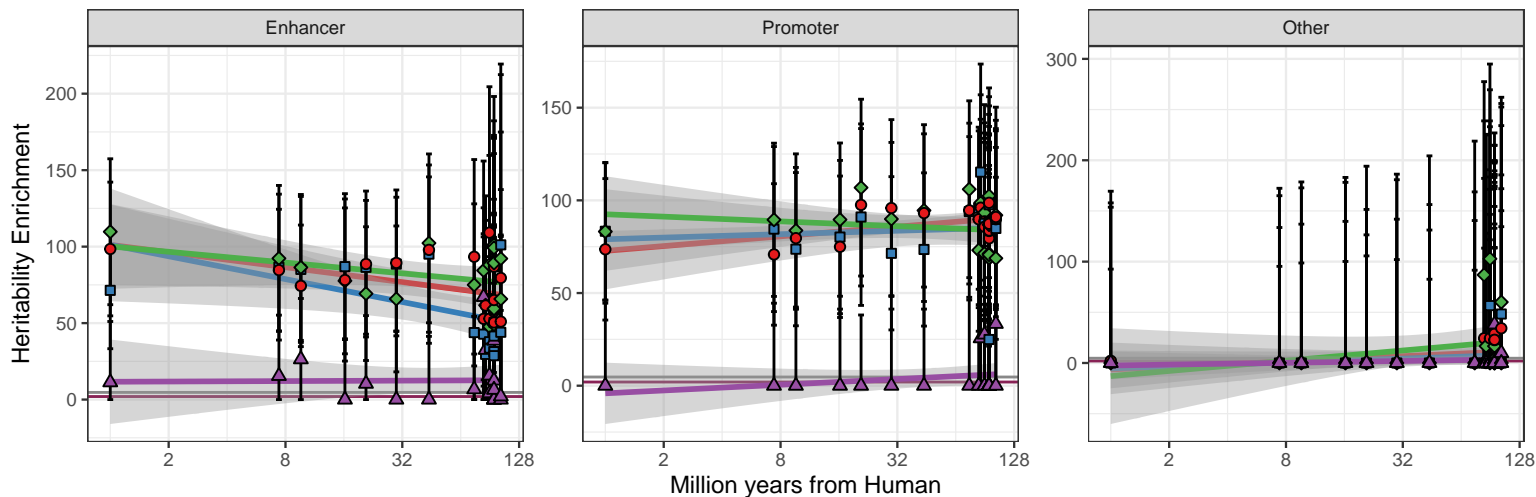 Enhancer
Promoter
Other
Heritability Enrichment
200
150
100
50
0
150
100
50
0
300
200
100
0
2 8 32 128
2 8 32 128
2 8 32 128
Million years from Human